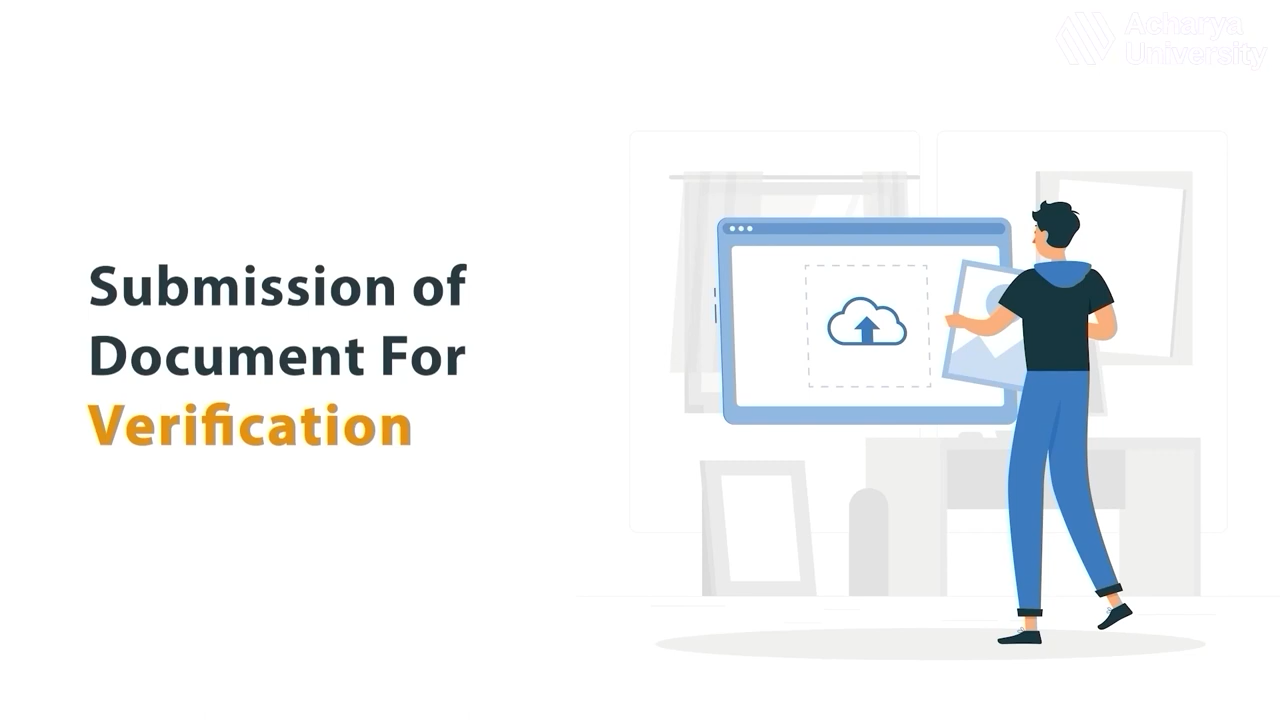 Acharya
University
Submission of
Document For
Verification